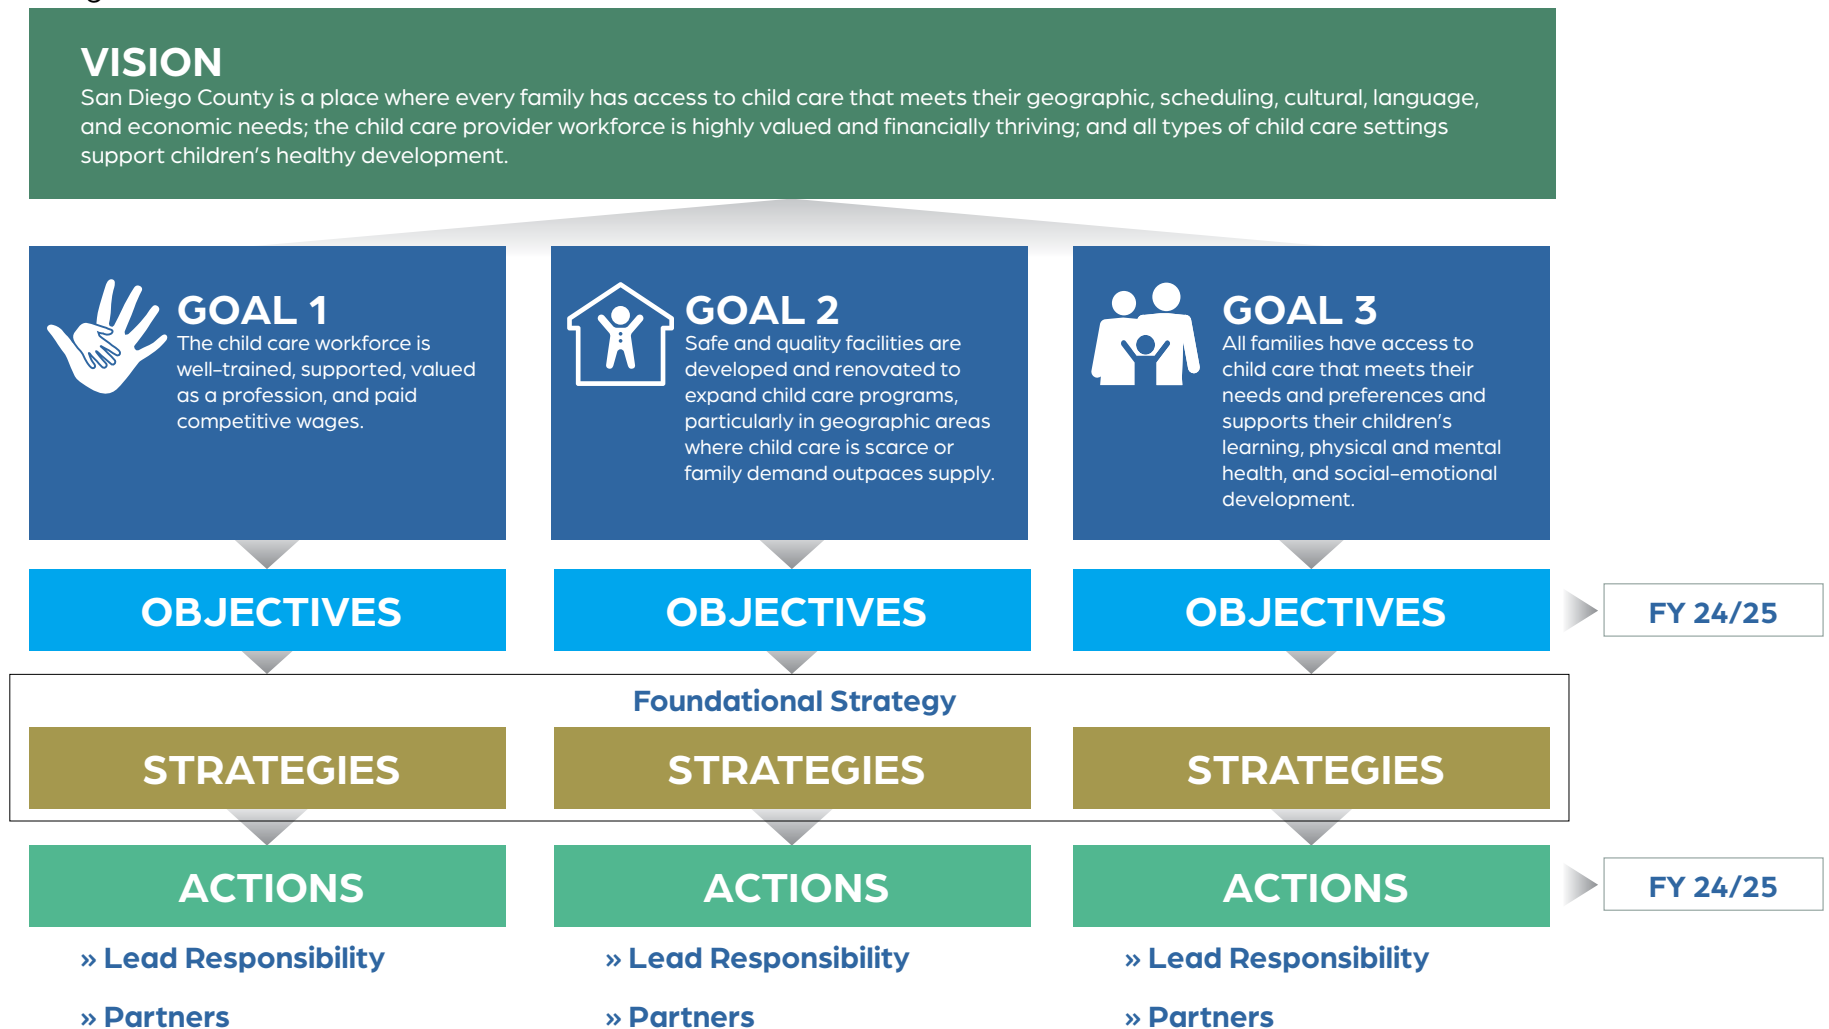 VISION
San Diego County is a place where every family has access to child care that meets their geographic, scheduling, cultural, language,
and economic needs; the child care provider workforce is highly valued and financially thriving; and all types of child care settings
support children's healthy development.
GOAL 1
The child care workforce is
well-trained, supported, valued
as a profession, and paid
competitive wages.
GOAL 2
Safe and quality facilities are
developed and renovated to
expand child care programs,
particularly in geographic areas
where child care is scarce or
family demand outpaces supply.
GOAL 3
All families have access to
child care that meets their
needs and preferences and
supports their children's
learning, physical and mental
health, and social-emotional
development.
OBJECTIVES
OBJECTIVES
OBJECTIVES
FY 24/25
Foundational Strategy
STRATEGIES
STRATEGIES
STRATEGIES
ACTIONS
ACTIONS
ACTIONS
FY 24/25
» Lead Responsibility
» Partners
» Lead Responsibility
» Partners
» Lead Responsibility
» Partners